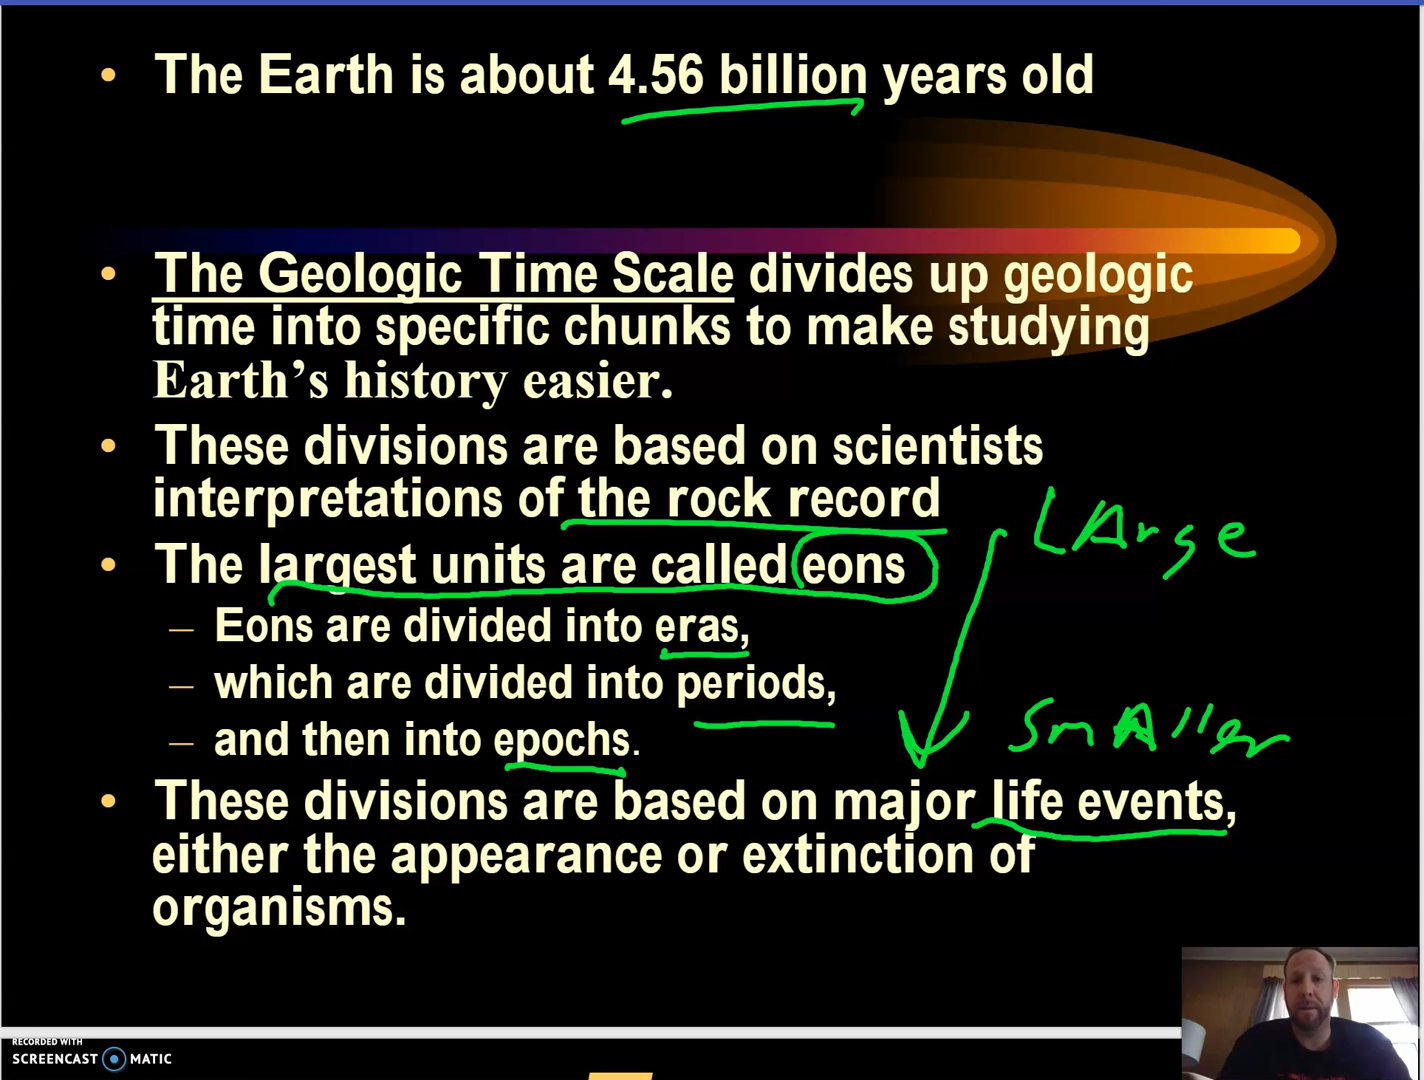 • The Earth is about 4.56 billion years old
• The Geologic Time Scale divides up geologic
time into specific chunks to make studying
Earth’s history easier.
• These divisions are based on scientists
interpretations of the rock record
LArge
• The largest units are called eons
– Eons are divided into eras,
– which are divided into periods,
SmAller
– and then into epochs.
• These divisions are based on major life events,
either the appearance or extinction of
organisms.
RECORDED WITH
SCREENCAST MATIC